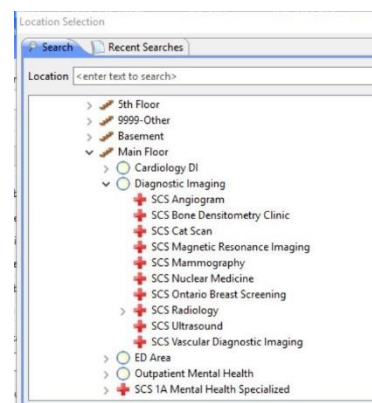 Location Selection
Search Recent Searches
Location <enter text to search>
5th Floor
9999-Other
Basement
Main Floor
Cardiology DI
Diagnostic Imaging
SCS Angiogram
SCS Bone Densitometry Clinic
SCS Cat Scan
SCS Magnetic Resonance Imaging
SCS Mammography
SCS Nuclear Medicine
SCS Ontario Breast Screening
SCS Radiology
SCS Ultrasound
SCS Vascular Diagnostic Imaging
ED Area
Outpatient Mental Health
SCS 1A Mental Health Specialized